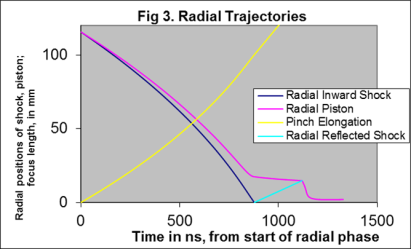 Fig 3. Radial Trajectories
Radial positions of shock, piston;
focus length, in mm
100
50
0
Radial Inward Shock
Radial Piston
Pinch Elongation
Radial Reflected Shock
0
500
1000
1500
Time in ns, from start of radial phase